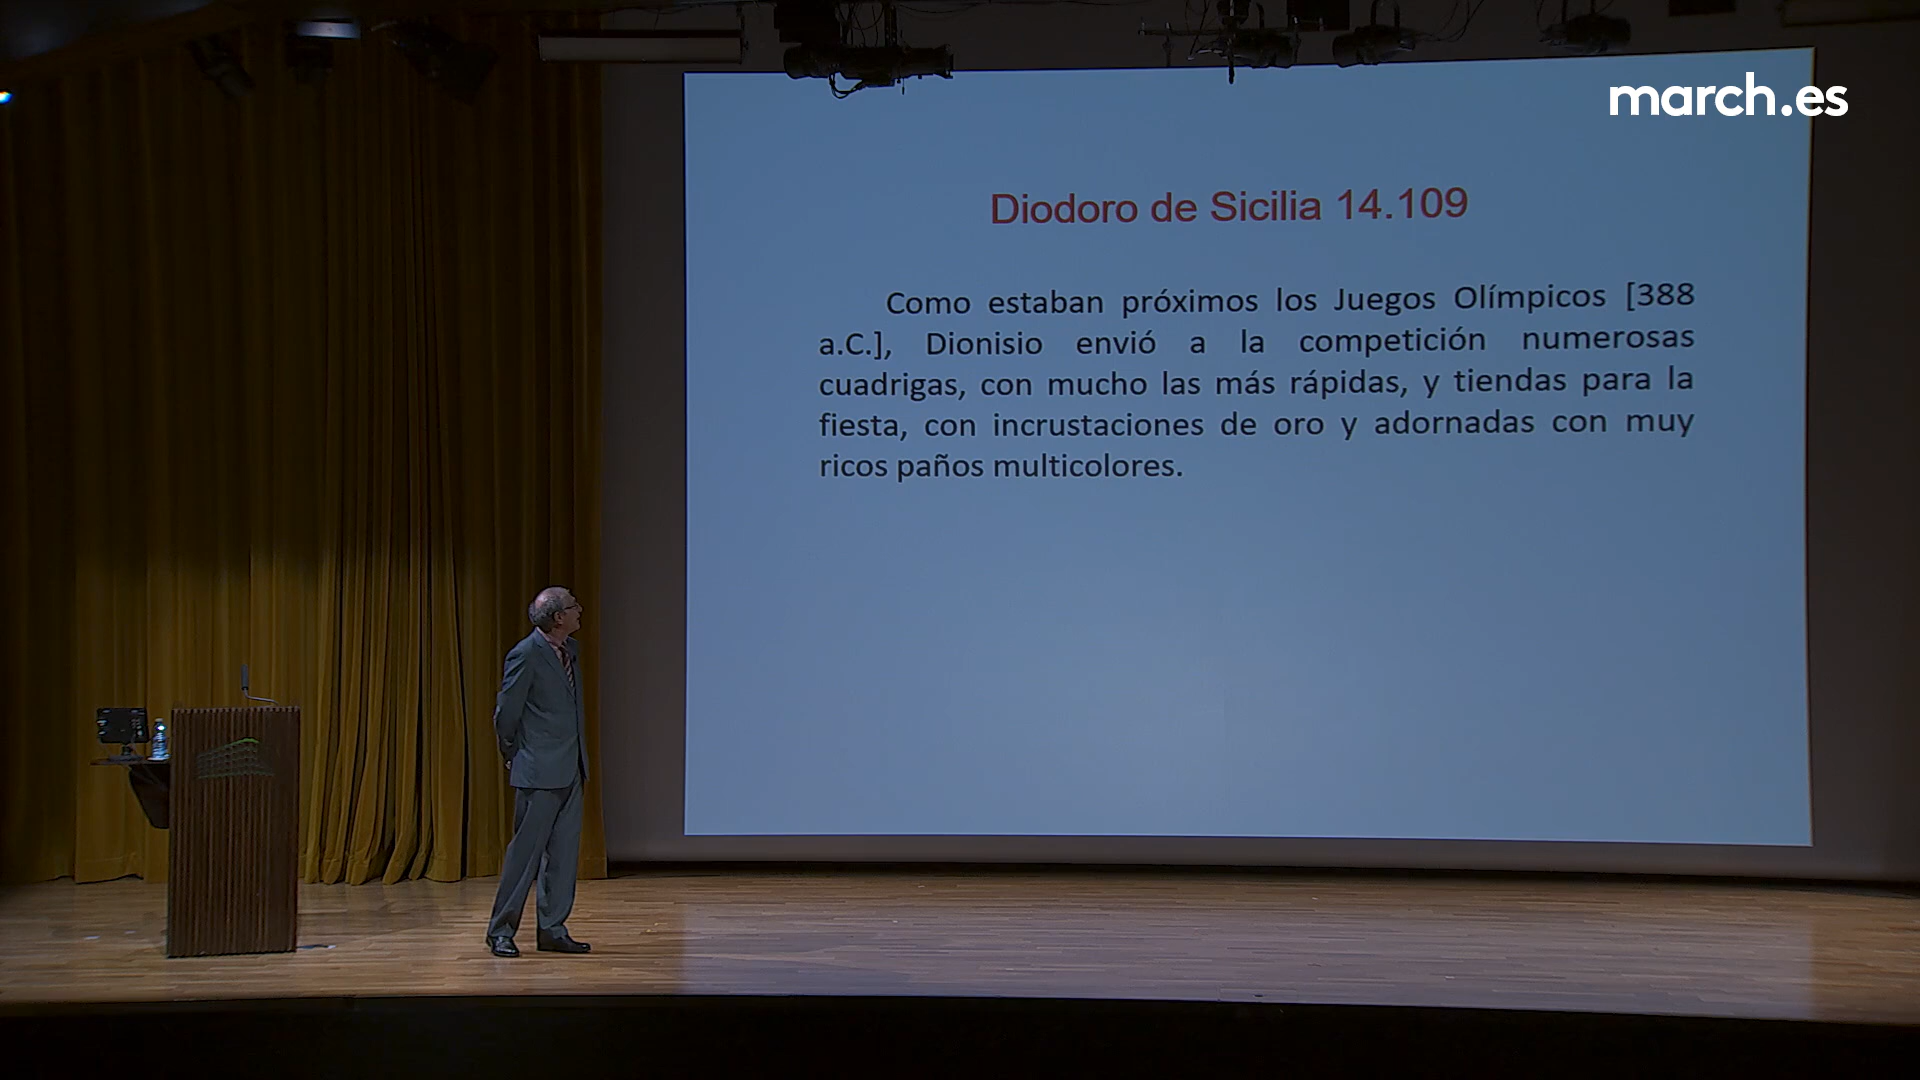 march.es
Diodoro de Sicilia 14.109
Como estaban próximos los Juegos Olímpicos [388
a.C.], Dionisio envió a la competición numerosas
cuadrigas, con mucho las más rápidas, y tiendas para la
fiesta, con incrustaciones de oro y adornadas con muy
ricos paños multicolores.